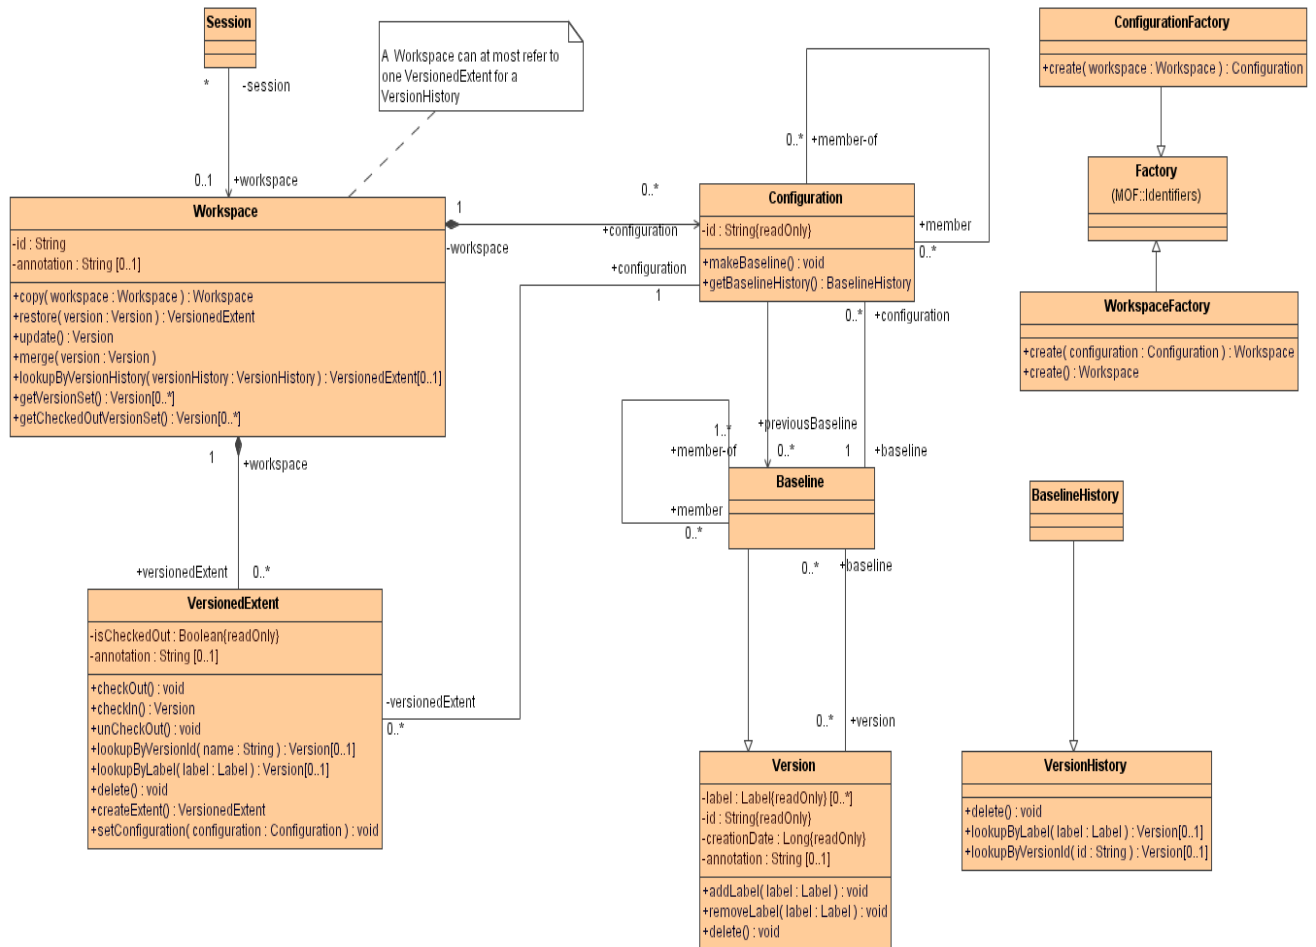 Session
*
-session
A Workspace can at most refer to
one VersionedExtent for a
VersionHistory
0..1
+workspace
Workspace
-id : String
-annotation : String [0..1]
+copy( workspace : Workspace ) : Workspace
+restore( version : Version ) : VersionedExtent
+update() : Version
+merge( version : Version )
+lookupByVersionHistory( versionHistory : VersionHistory ) : VersionedExtent[0..1]
+getVersionSet() : Version[0..*]
+getCheckedOutVersionSet() : Version[0..*]
1
-workspace
0..*
+configuration
+configuration
1
0..*
+member-of
Configuration
-id : String{readOnly}
+makeBaseline() : void
+getBaselineHistory() : BaselineHistory
+member
0..*
0..*
+configuration
ConfigurationFactory
+create( workspace : Workspace ) : Configuration
Factory
(MOF::Identifiers)
WorkspaceFactory
+create( configuration : Configuration ) : Workspace
+create() : Workspace
1
+workspace
+versionedExtent
0..*
VersionedExtent
-isCheckedOut : Boolean{readOnly}
-annotation : String [0..1]
+checkOut() : void
+checkIn() : Version
+unCheckOut() : void
+lookupByVersionId( name : String ) : Version[0..1]
+lookupByLabel( label : Label ) : Version[0..1]
+delete() : void
+createExtent() : VersionedExtent
+setConfiguration( configuration : Configuration ) : void
-versionedExtent
0..*
1..*
+member-of
+previousBaseline
0..*
1
+baseline
Baseline
+member
0..*
0..*
+baseline
0..*
+version
Version
-label : Label{readOnly} [0..*]
-id : String{readOnly}
-creationDate : Long{readOnly}
-annotation : String [0..1]
+addLabel( label : Label ) : void
+removeLabel( label : Label ) : void
+delete() : void
BaselineHistory
VersionHistory
+delete() : void
+lookupByLabel( label : Label ) : Version[0..1]
+lookupByVersionId( id : String ) : Version[0..1]